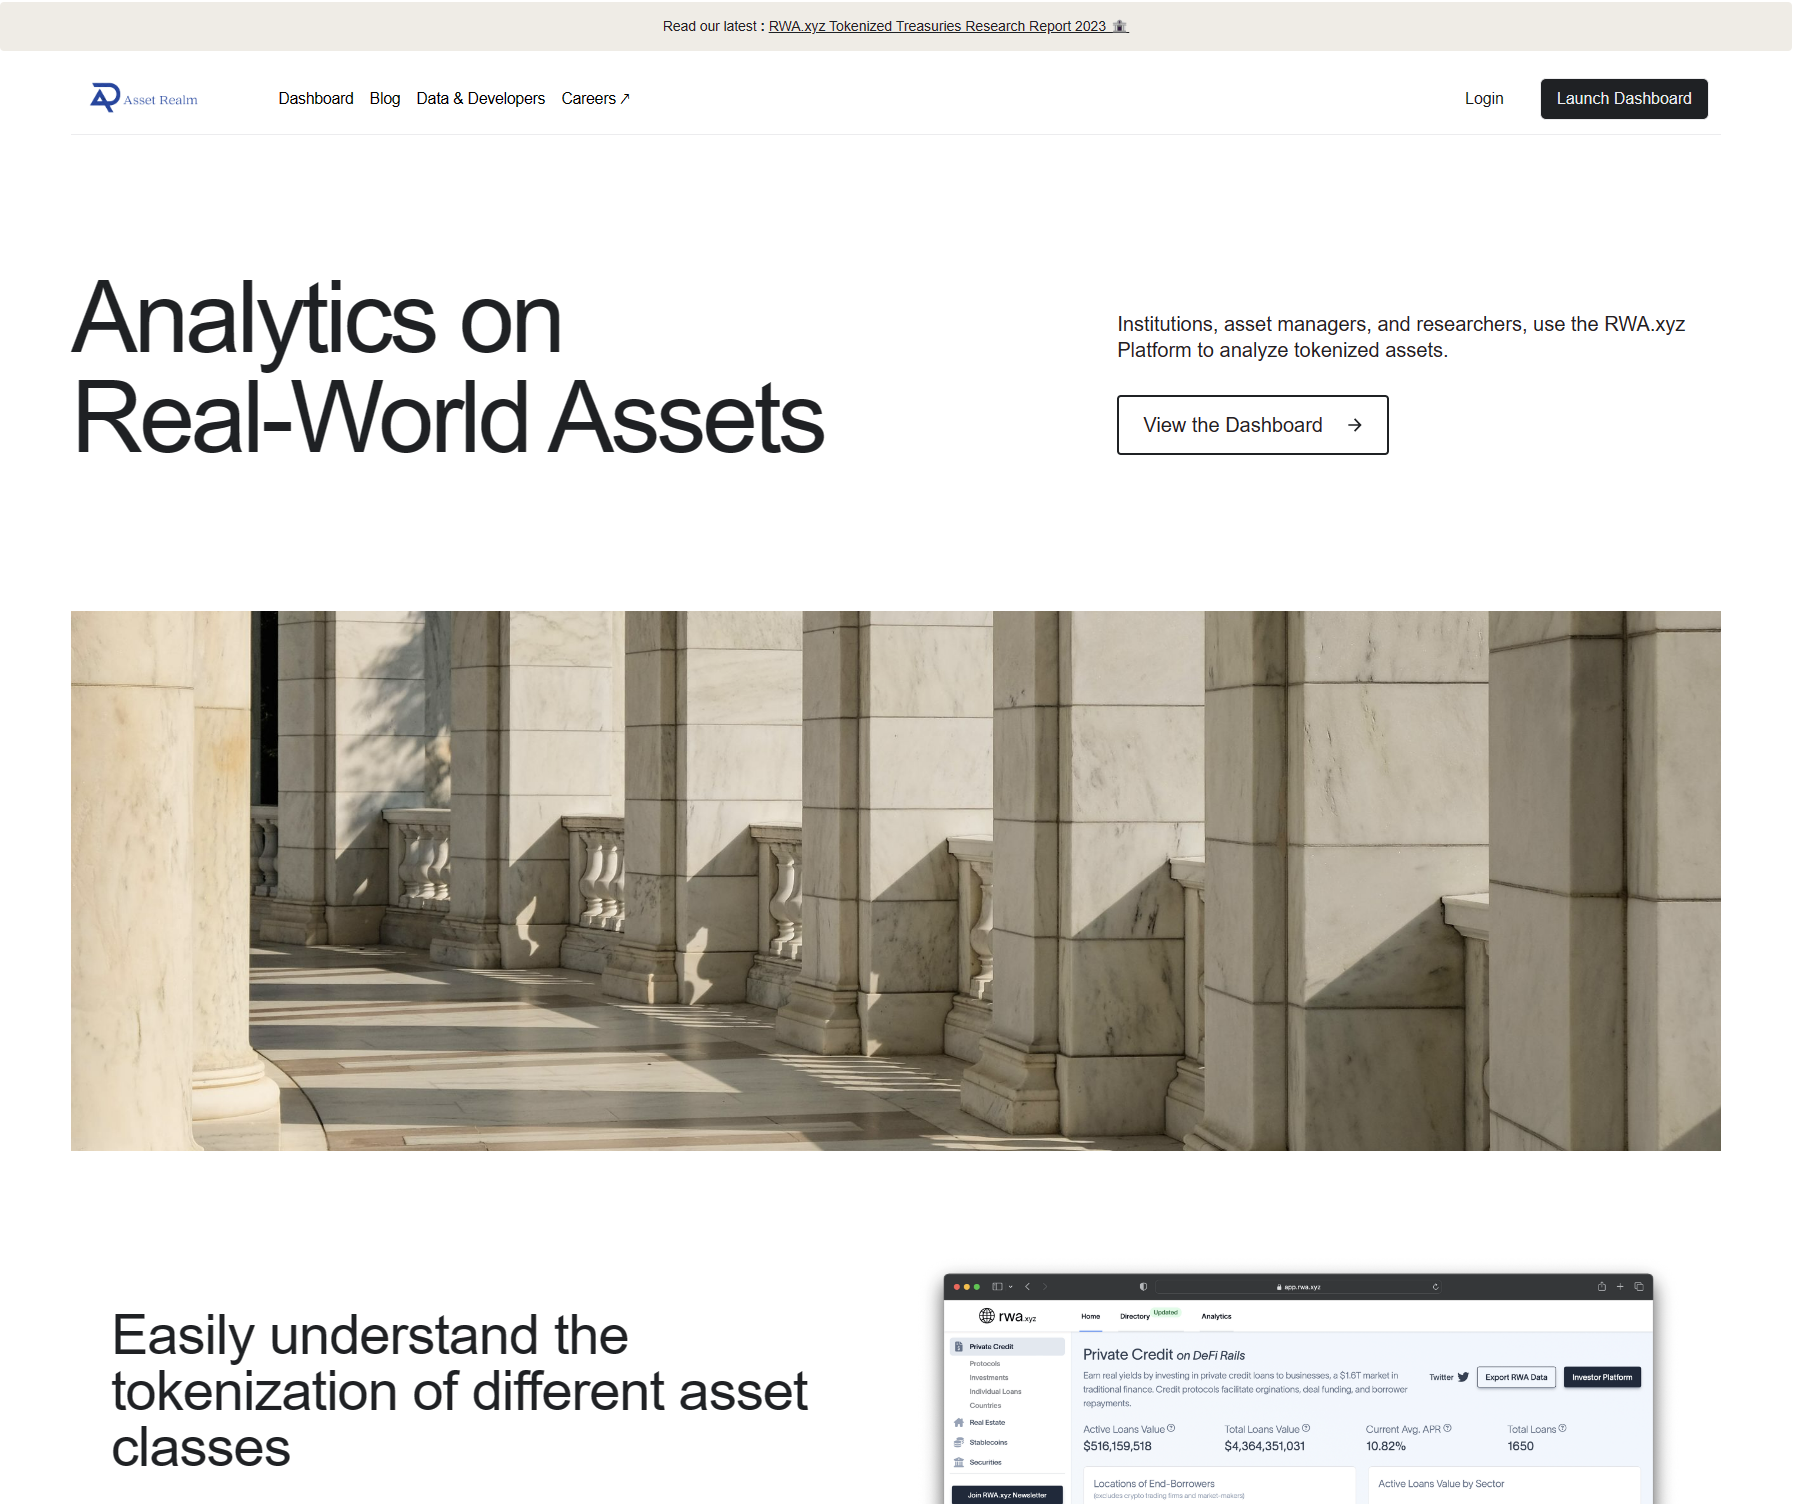 Read our latest : RWA.xyz Tokenized Treasuries Research Report 2023
Asset Realm
Dashboard Blog Data & Developers Careers ↗
Login
Launch Dashboard
Analytics on
Real-World Assets
Institutions, asset managers, and researchers, use the RWA.xyz
Platform to analyze tokenized assets.
View the Dashboard →
Easily understand the
tokenization of different asset
classes
app.rwa.xyz
rwa.xyz
Home Directory Updated Analytics
Private Credit
Protocols
Investments
Individual Loans
Countries
Real Estate
Stablecoins
Securities
Join RWA.xyz Newsletter
Private Credit on DeFi Rails
Earn real yields by investing in private credit loans to businesses, a $1.6T market in
traditional finance. Credit protocols facilitate orginations, deal funding, and borrower
repayments.
Twitter
Export RWA Data
Investor Platform
Active Loans Value Total Loans Value Current Avg. APR Total Loans
$516,159,518 $4,364,351,031 10.82% 1650
Locations of End-Borrowers
(excludes crypto trading firms and market-makers)
Active Loans Value by Sector